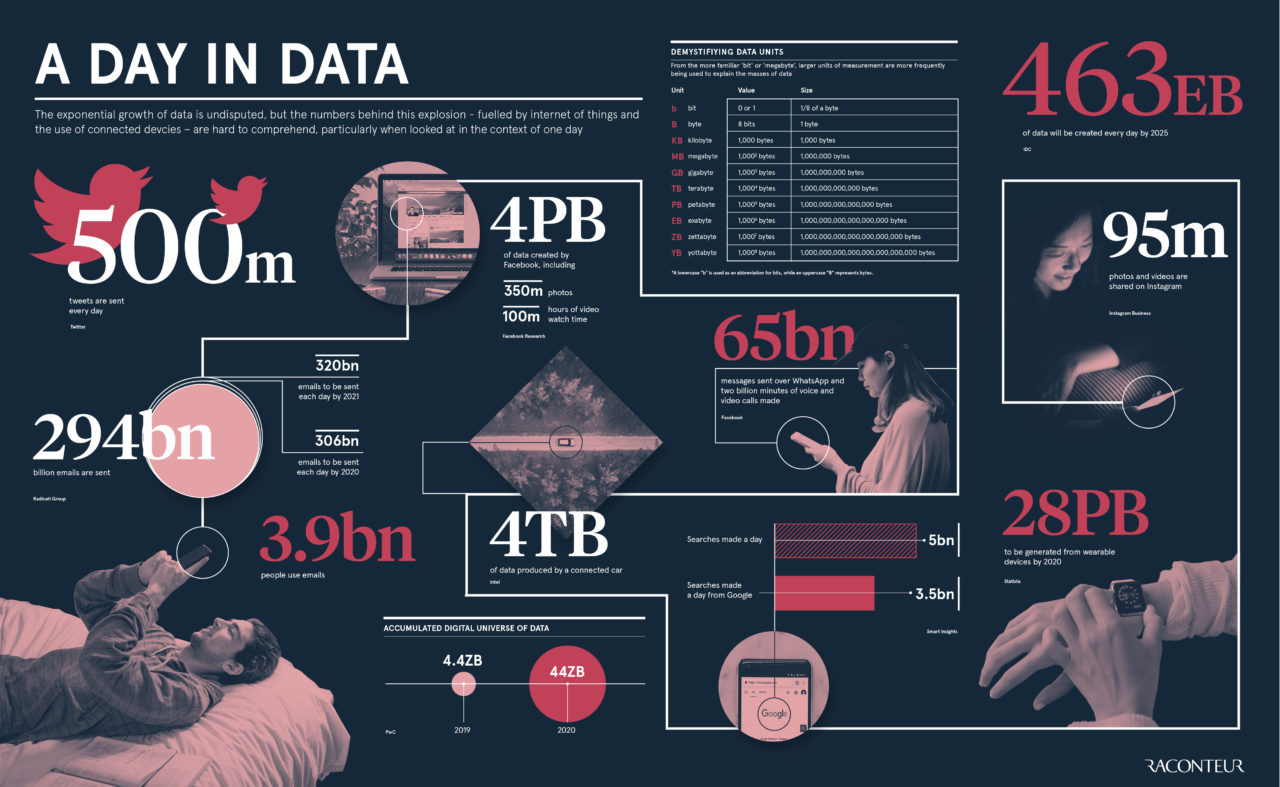 A DAY IN DATA
The exponential growth of data is undisputed, but the numbers behind this explosion - fuelled by internet of things and
the use of connected devcies – are hard to comprehend, particularly when looked at in the context of one day
500m
tweets are sent
every day
Twitter
4PB
of data created by
Facebook, including
350m photos
100m hours of video
watch time
Facebook Research
DEMYSTIFIYING DATA UNITS
From the more familiar 'bit' or 'megabyte', larger units of measurement are more frequently
being used to explain the masses of data
Unit Value Size
b bit 0 or 1 1/8 of a byte
B byte 8 bits 1 byte
KB kilobyte 1,000 bytes 1,000 bytes
MB megabyte 1,000² bytes 1,000,000 bytes
GB gigabyte 1,000³ bytes 1,000,000,000 bytes
TB terabyte 1,000⁴ bytes 1,000,000,000,000 bytes
PB petabyte 1,000⁵ bytes 1,000,000,000,000,000 bytes
EB exabyte 1,000⁶ bytes 1,000,000,000,000,000,000 bytes
ZB zettabyte 1,000⁷ bytes 1,000,000,000,000,000,000,000 bytes
YB yottabyte 1,000⁸ bytes 1,000,000,000,000,000,000,000,000 bytes
*A lowercase "b" is used as an abbreviation for bits, while an uppercase "B" represents bytes.
463EB
of data will be created every day by 2025
IDC
95m
photos and videos are
shared on Instagram
Instagram Business
65bn
messages sent over WhatsApp and
two billion minutes of voice and
video calls made
Facebook
320bn
emails to be sent
each day by 2021
306bn
emails to be sent
each day by 2020
294bn
billion emails are sent
Radicati Group
3.9bn
people use emails
4TB
of data produced by a connected car
Intel
Searches made a day 5bn
Searches made
a day from Google 3.5bn
Smart Insights
Google
28PB
to be generated from wearable
devices by 2020
Statista
ACCUMULATED DIGITAL UNIVERSE OF DATA
4.4ZB
44ZB
PwC
2019
2020
RACONTEUR